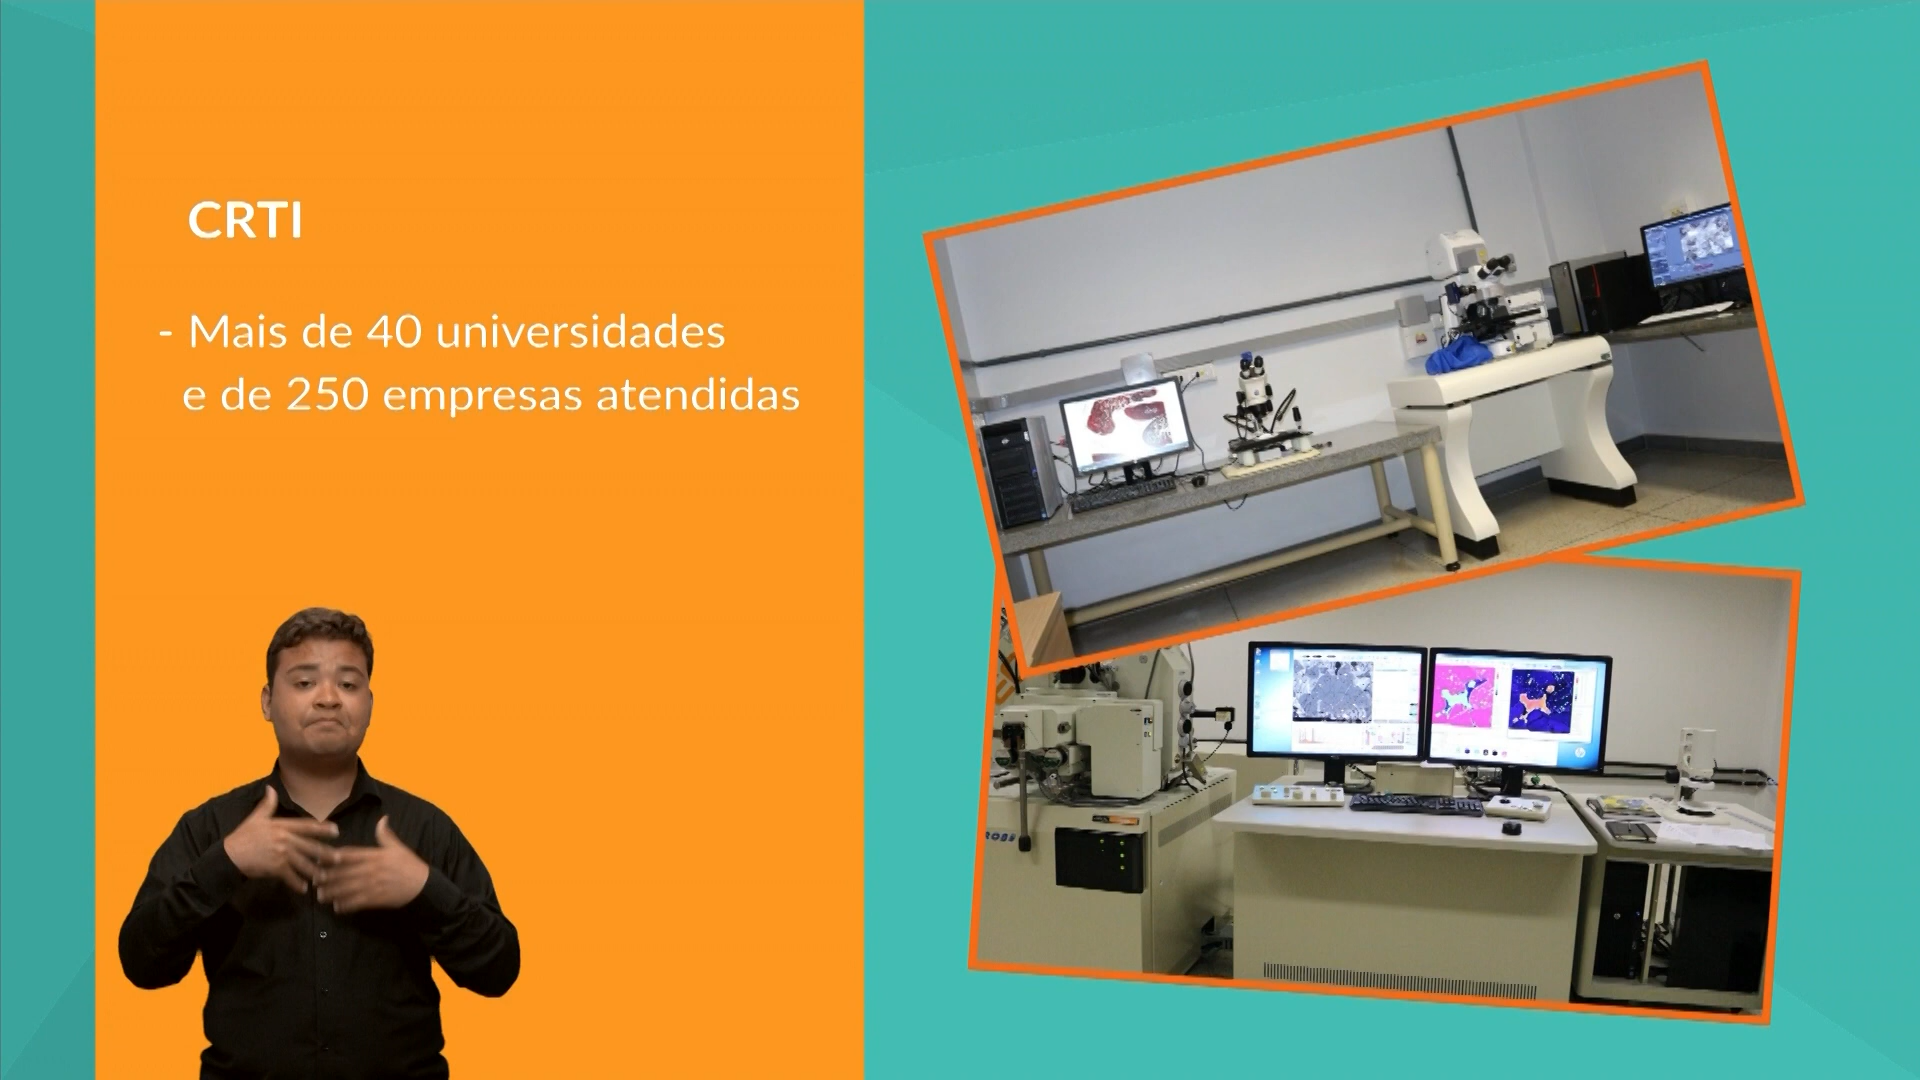 CRTI
- Mais de 40 universidades
e de 250 empresas atendidas